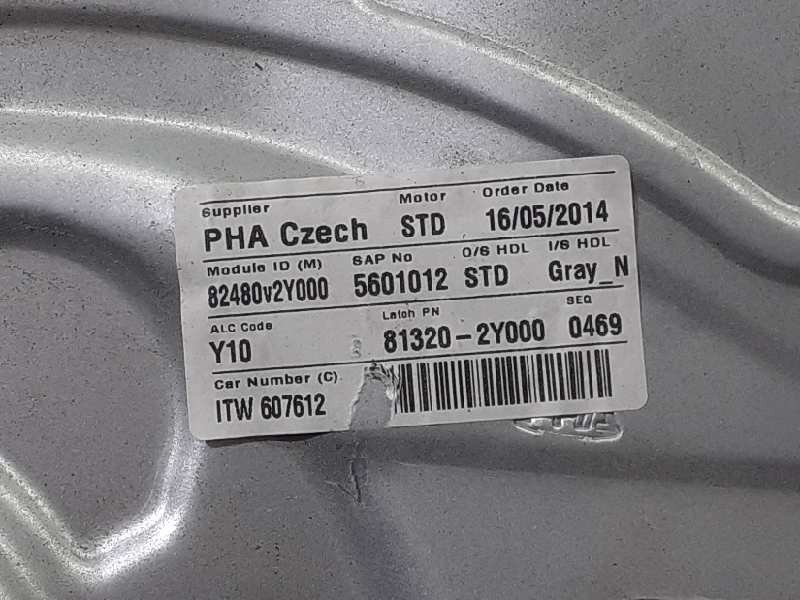 Supplier Motor Order Date
PHA Czech STD 16/05/2014
Module ID (M) SAP No O/S HDL I/S HDL
82480v2Y000 5601012 STD Gray_N
ALC Code Latch PN SEQ
Y10 81320-2Y000 0469
Car Number (C)
ITW 607612